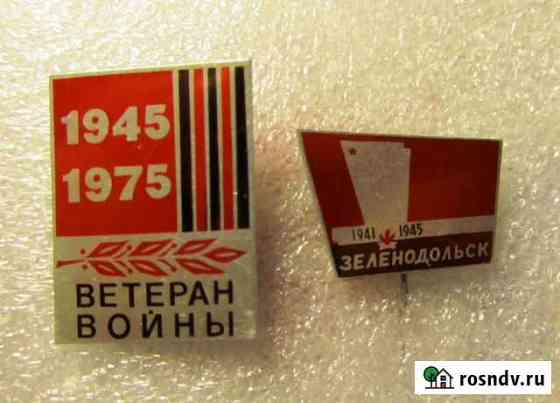 1945
1975
ВЕТЕРАН
ВОЙНЫ
1941 1945
ЗЕЛЕНОДОЛЬСК
rosndv.ru